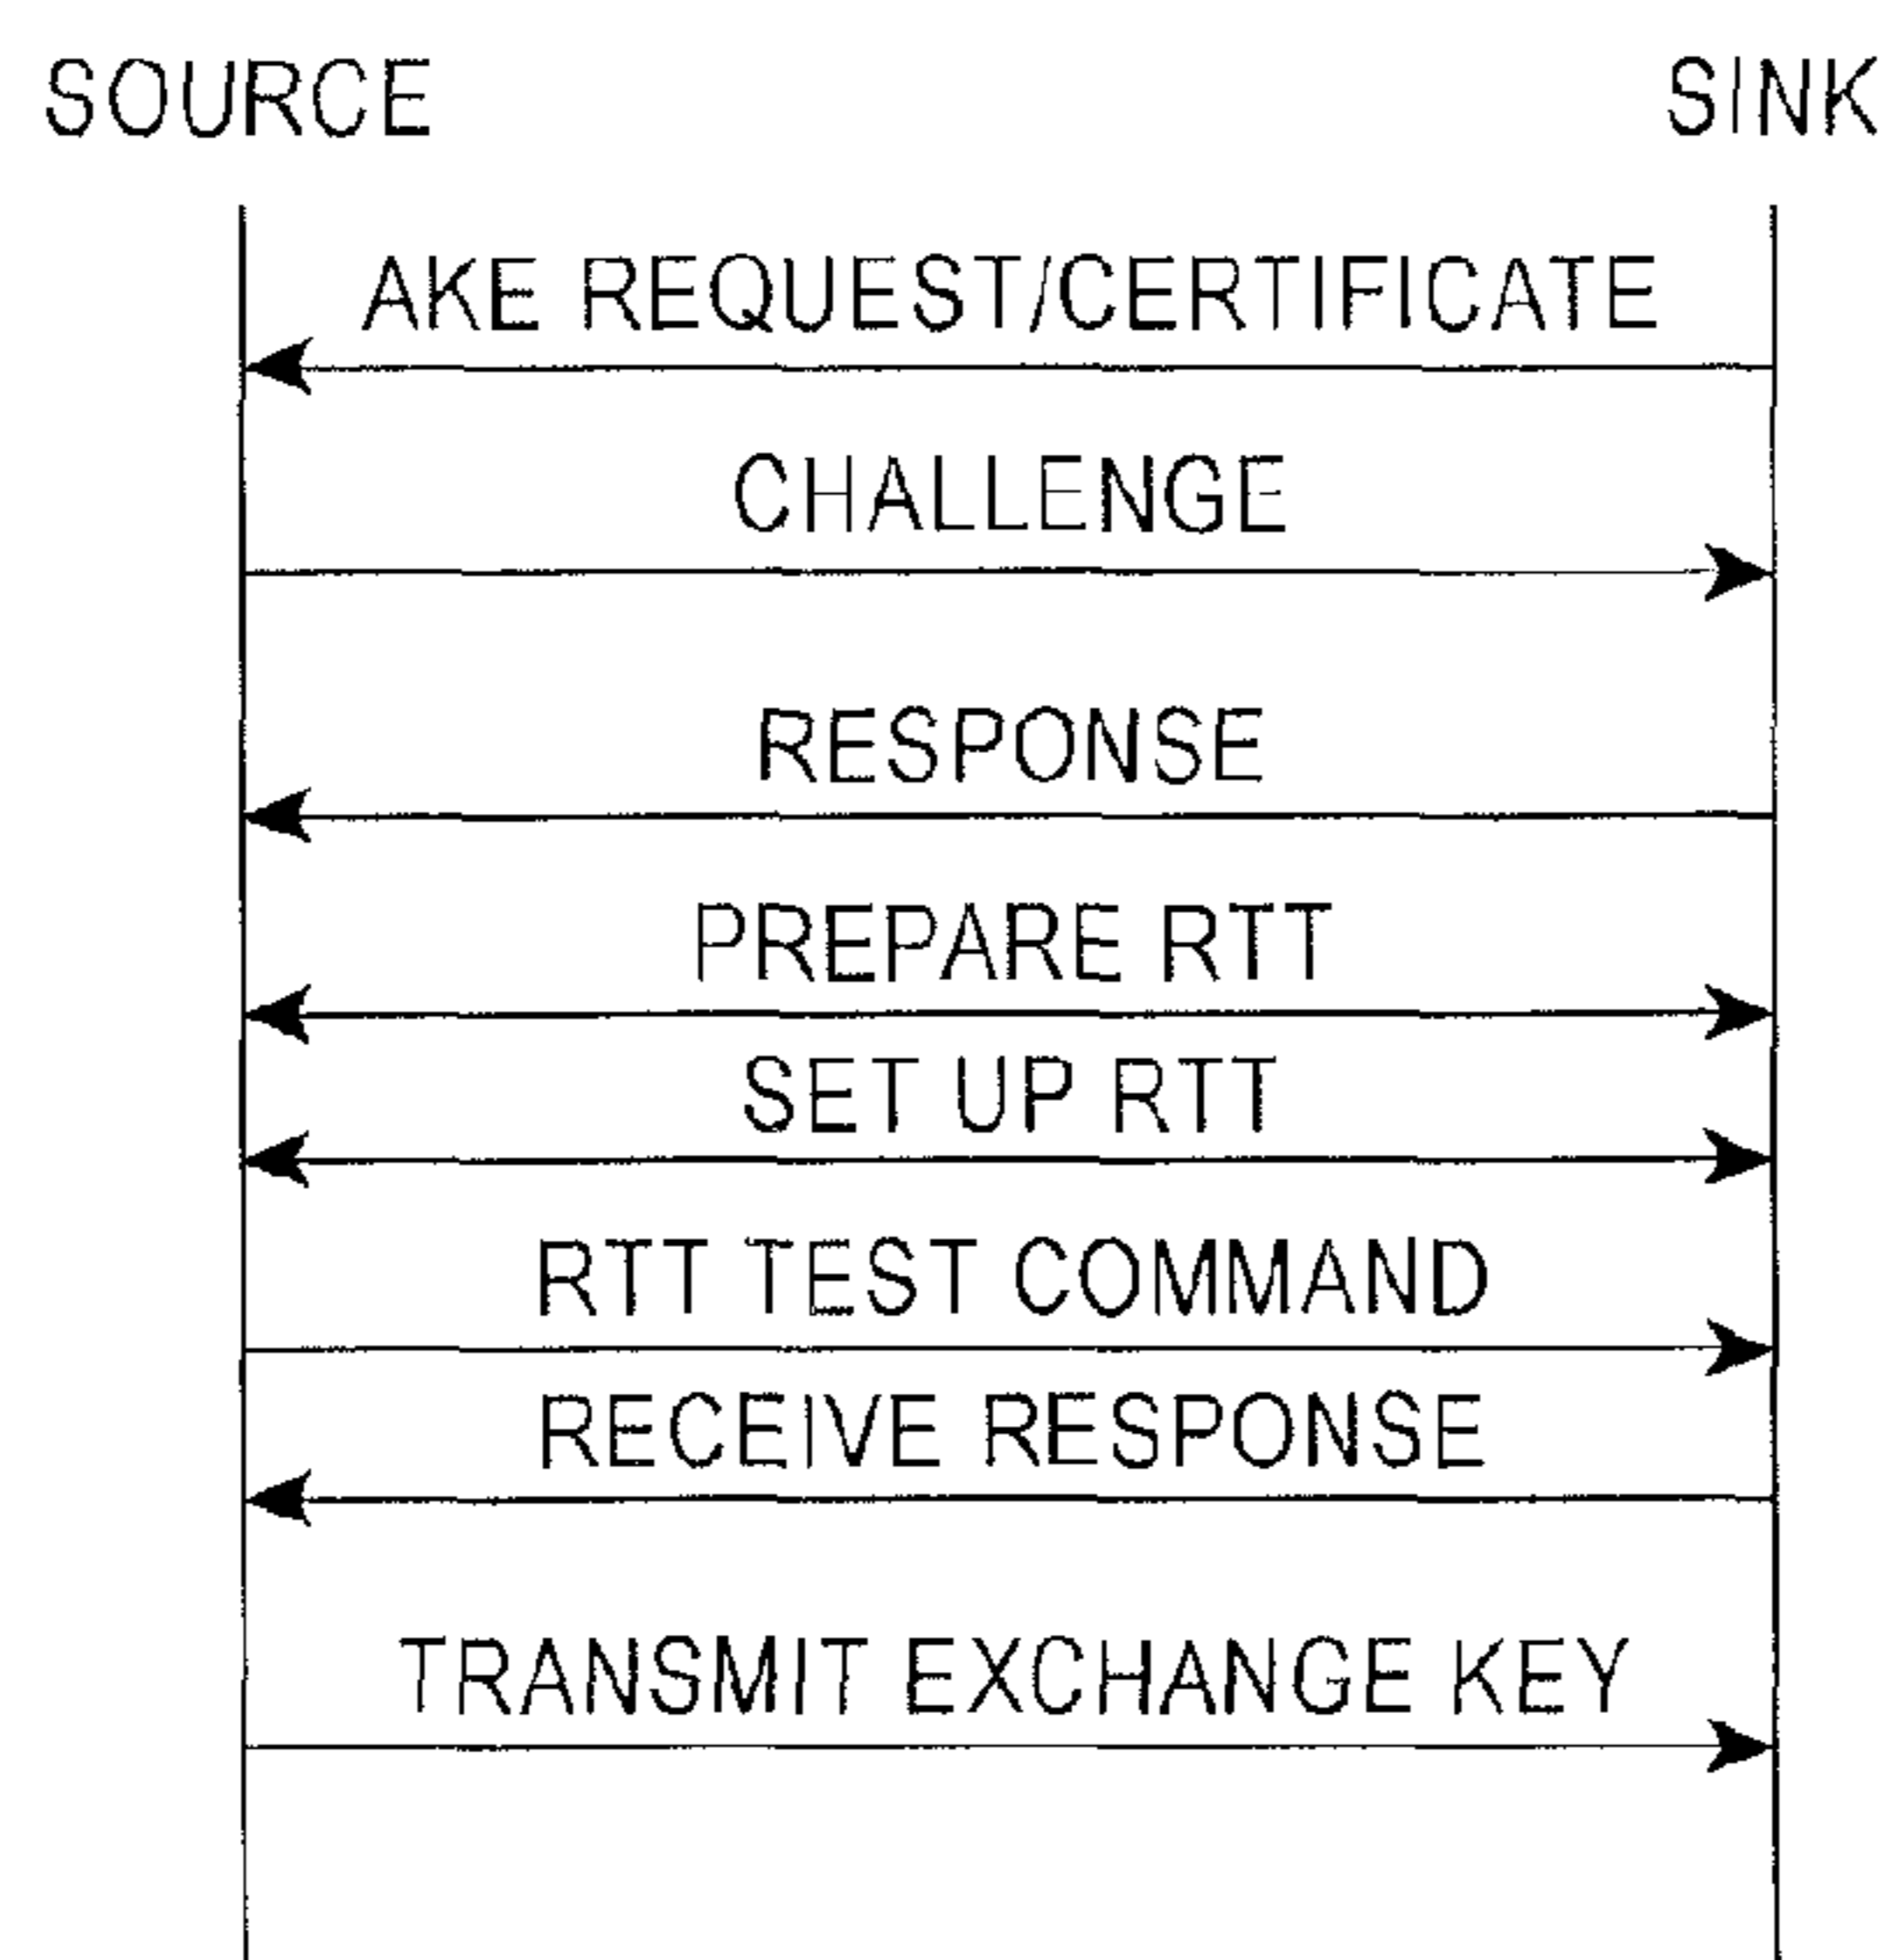 SOURCE SINK
AKE REQUEST/CERTIFICATE
CHALLENGE
RESPONSE
PREPARE RTT
SET UP RTT
RTT TEST COMMAND
RECEIVE RESPONSE
TRANSMIT EXCHANGE KEY